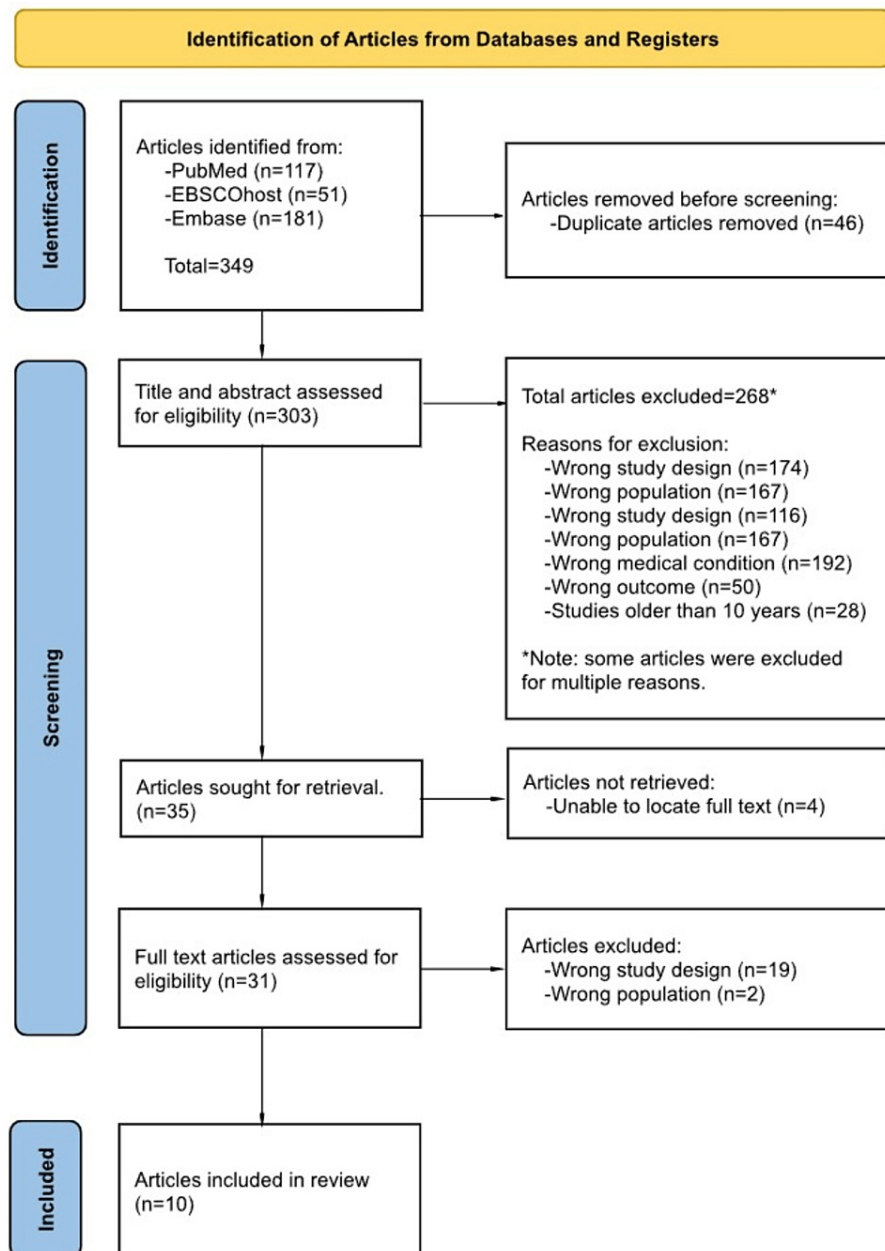 Identification of Articles from Databases and Registers
Identification
Articles identified from:
-PubMed (n=117)
-EBSCOhost (n=51)
-Embase (n=181)
Total=349
Articles removed before screening:
-Duplicate articles removed (n=46)
Screening
Title and abstract assessed
for eligibility (n=303)
Total articles excluded=268*
Reasons for exclusion:
-Wrong study design (n=174)
-Wrong population (n=167)
-Wrong study design (n=116)
-Wrong population (n=167)
-Wrong medical condition (n=192)
-Wrong outcome (n=50)
-Studies older than 10 years (n=28)
*Note: some articles were excluded
for multiple reasons.
Articles sought for retrieval.
(n=35)
Articles not retrieved:
-Unable to locate full text (n=4)
Full text articles assessed for
eligibility (n=31)
Articles excluded:
-Wrong study design (n=19)
-Wrong population (n=2)
Included
Articles included in review
(n=10)